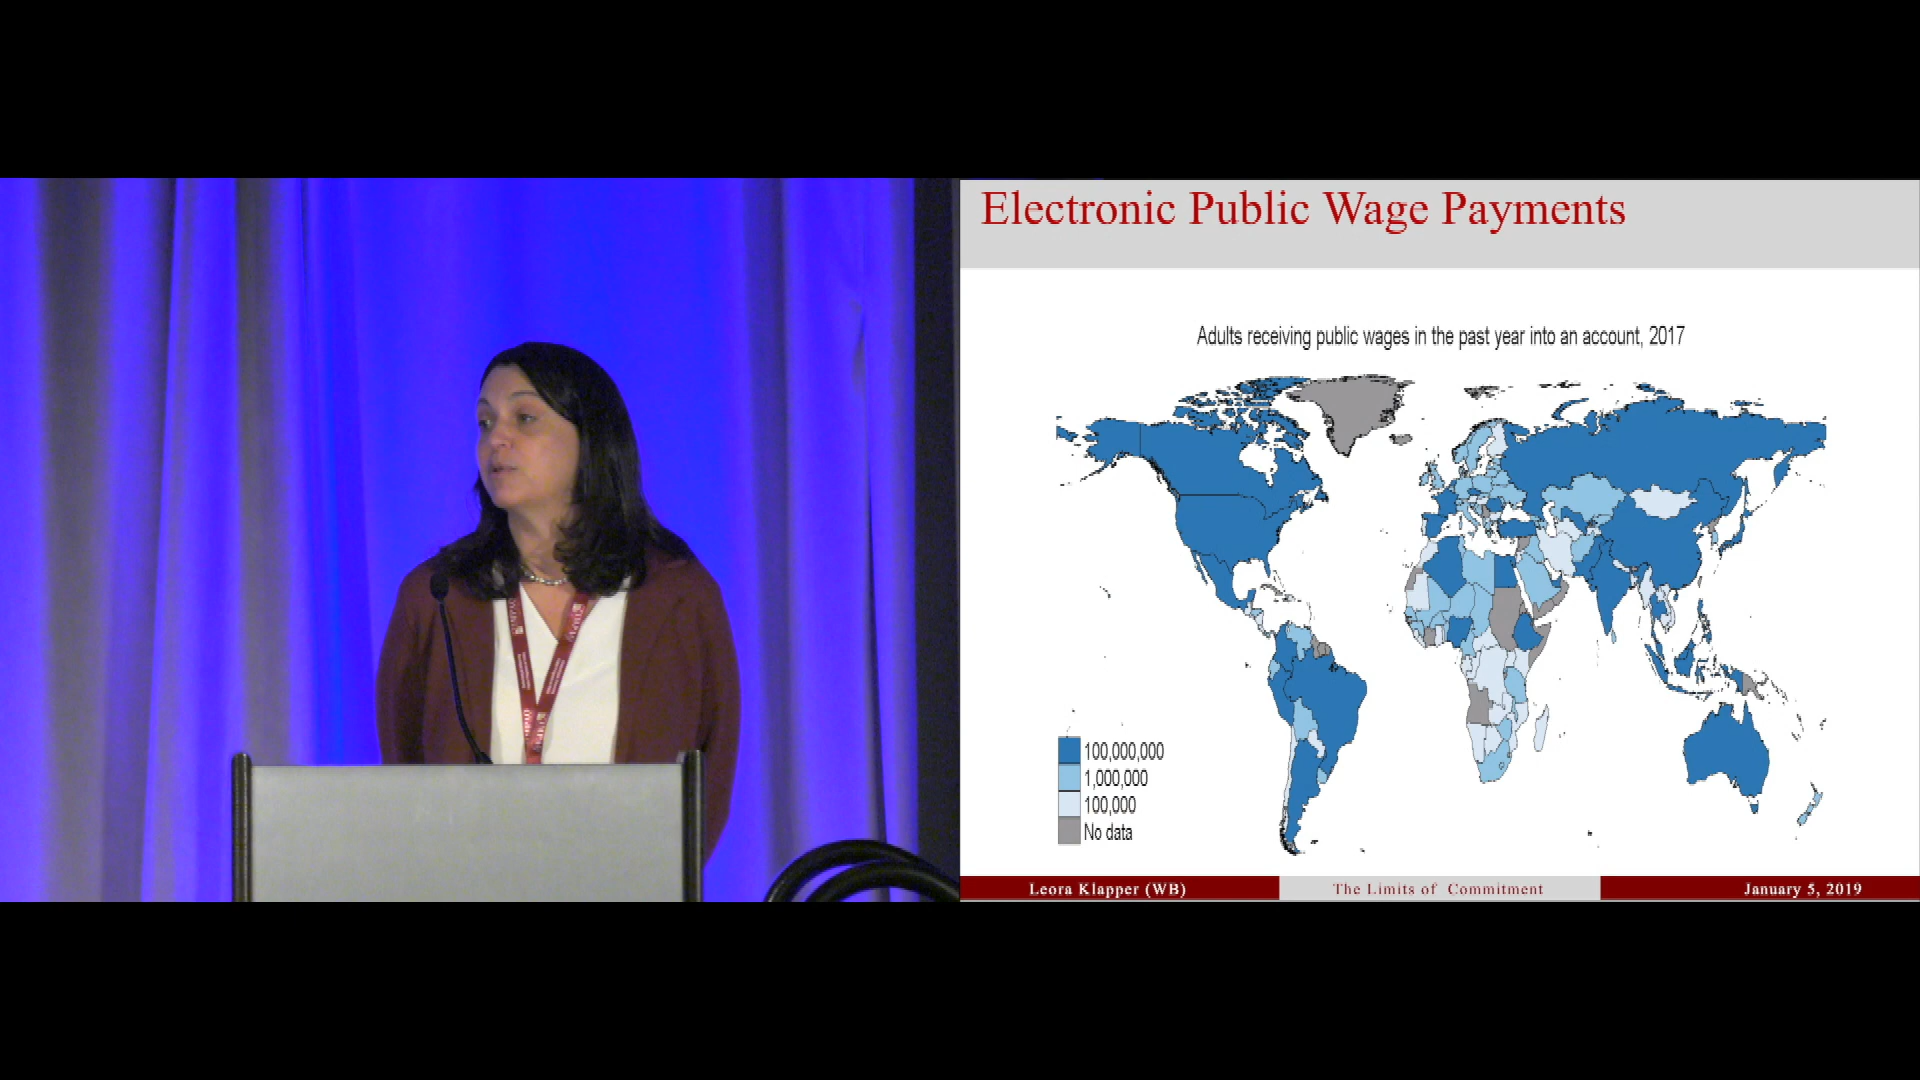 Electronic Public Wage Payments
Adults receiving public wages in the past year into an account, 2017
100,000,000
1,000,000
100,000
No data
Leora Klapper (WB)
The Limits of Commitment
January 5, 2019